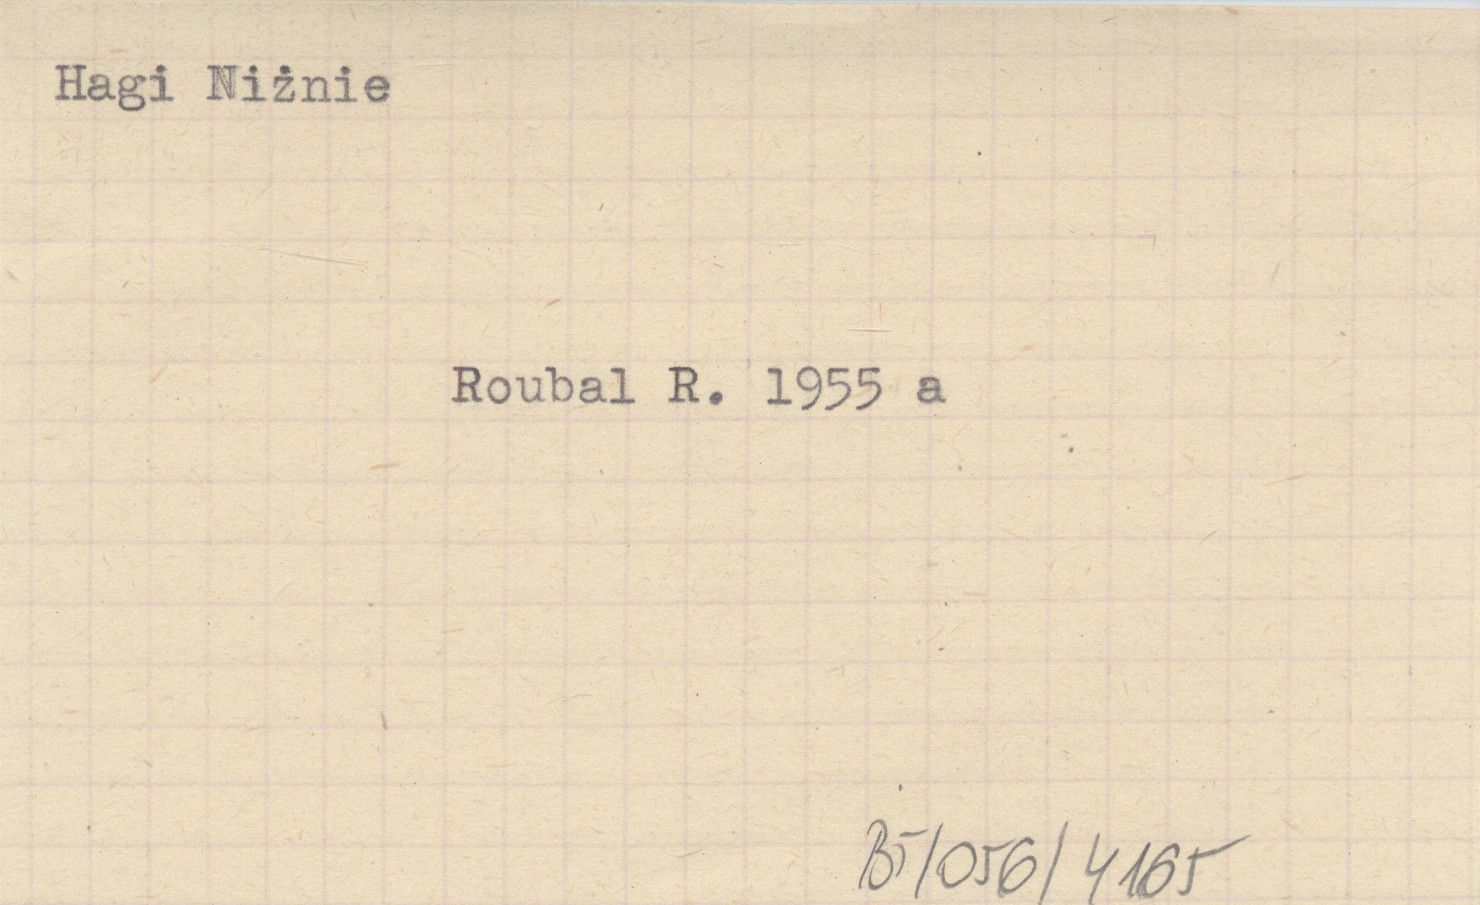 Hagi Niżnie
Roubal R. 1955 a
B5/056/4165